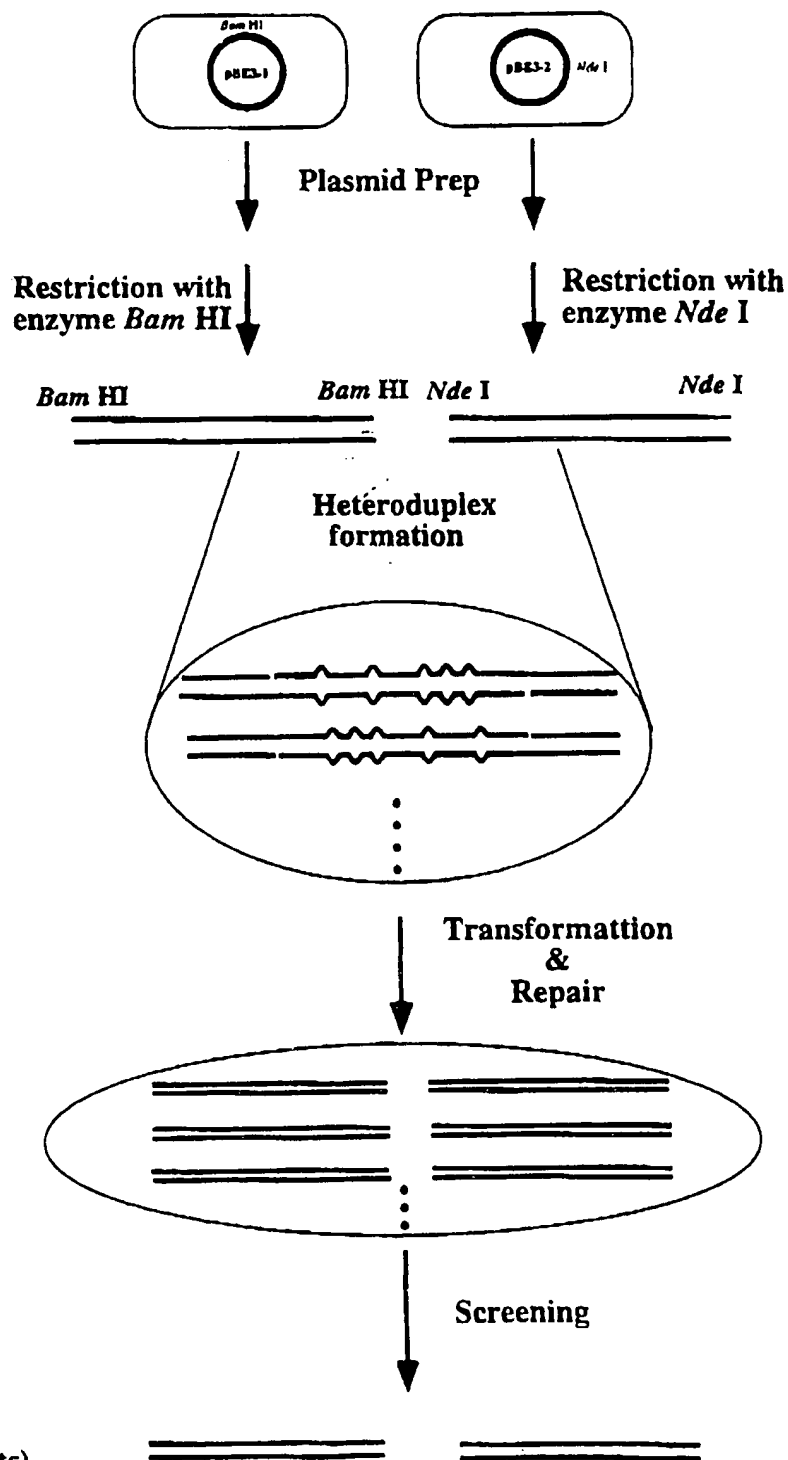 Bam HI
pBE3-1
pBE3-2
Nde I
Plasmid Prep
Restriction with
enzyme Bam HI
Restriction with
enzyme Nde I
Bam HI
Bam HI
Nde I
Nde I
Heteroduplex
formation
Transformattion
&
Repair
Screening